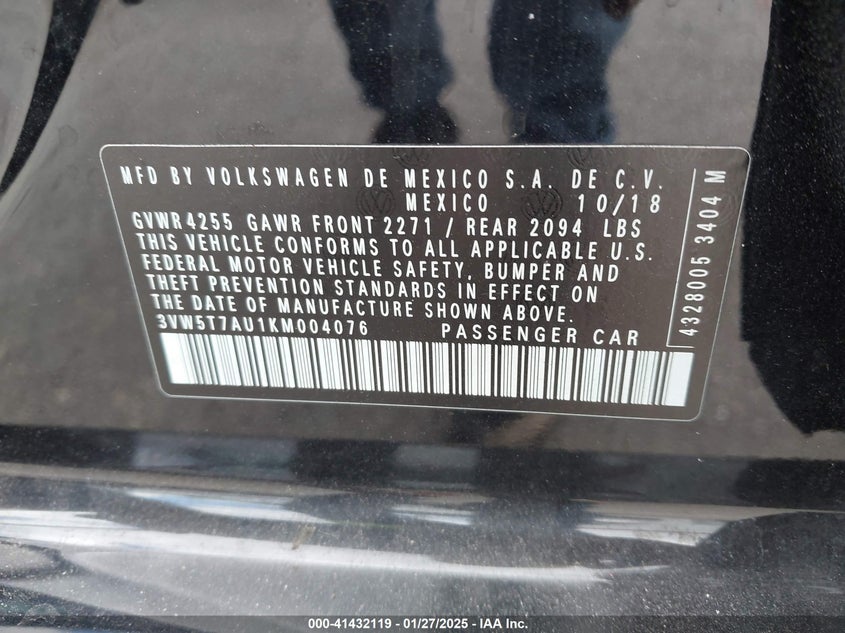 MFD BY VOLKSWAGEN DE MEXICO S.A. DE C.V.
MEXICO 10/18
GVWR 4255 GAWR FRONT 2271 / REAR 2094 LBS
THIS VEHICLE CONFORMS TO ALL APPLICABLE U.S.
FEDERAL MOTOR VEHICLE SAFETY, BUMPER AND
THEFT PREVENTION STANDARDS IN EFFECT ON
THE DATE OF MANUFACTURE SHOWN ABOVE.
3VW5T7AU1KM004076 PASSENGER CAR
4328005 3404 M
000-41432119 - 01/27/2025 - IAA Inc.